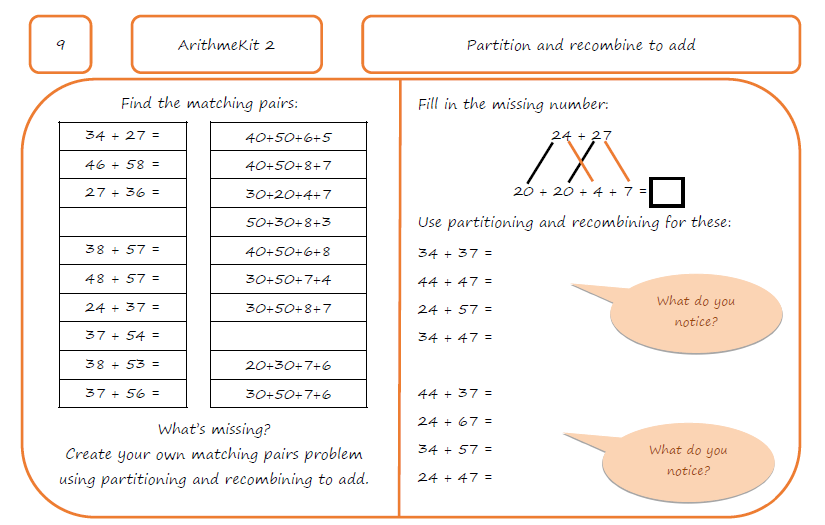 9
ArithmeKit 2
Partition and recombine to add
Find the matching pairs:
34 + 27 =
40+50+6+5
46 + 58 =
40+50+8+7
27 + 36 =
30+20+4+7
50+30+8+3
38 + 57 =
40+50+6+8
48 + 57 =
30+50+7+4
24 + 37 =
30+50+8+7
37 + 54 =
38 + 53 =
20+30+7+6
37 + 56 =
30+50+7+6
What's missing?
Create your own matching pairs problem
using partitioning and recombining to add.
Fill in the missing number:
24 + 27
20 + 20 + 4 + 7 =
Use partitioning and recombining for these:
34 + 37 =
44 + 47 =
24 + 57 =
34 + 47 =
What do you
notice?
44 + 37 =
24 + 67 =
34 + 57 =
24 + 47 =
What do you
notice?